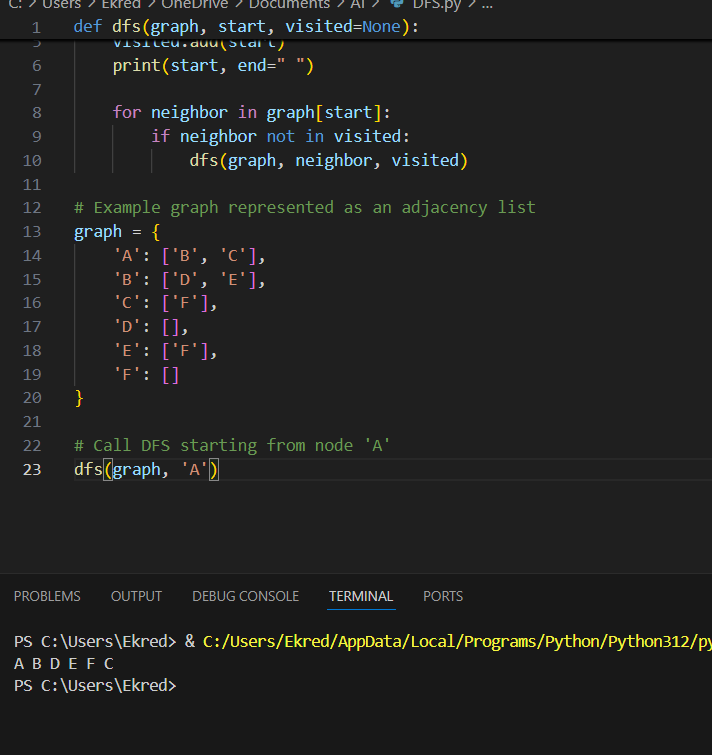 C: > Users > Ekred > OneDrive > Documents > AI > DFS.py > ...
1 def dfs(graph, start, visited=None):
5 visited.add(start)
6 print(start, end=" ")
7
8 for neighbor in graph[start]:
9 if neighbor not in visited:
10 dfs(graph, neighbor, visited)
11
12 # Example graph represented as an adjacency list
13 graph = {
14 'A': ['B', 'C'],
15 'B': ['D', 'E'],
16 'C': ['F'],
17 'D': [],
18 'E': ['F'],
19 'F': []
20 }
21
22 # Call DFS starting from node 'A'
23 dfs(graph, 'A')
PROBLEMS OUTPUT DEBUG CONSOLE TERMINAL PORTS
PS C:\Users\Ekred> & C:/Users/Ekred/AppData/Local/Programs/Python/Python312/py
A B D E F C
PS C:\Users\Ekred>